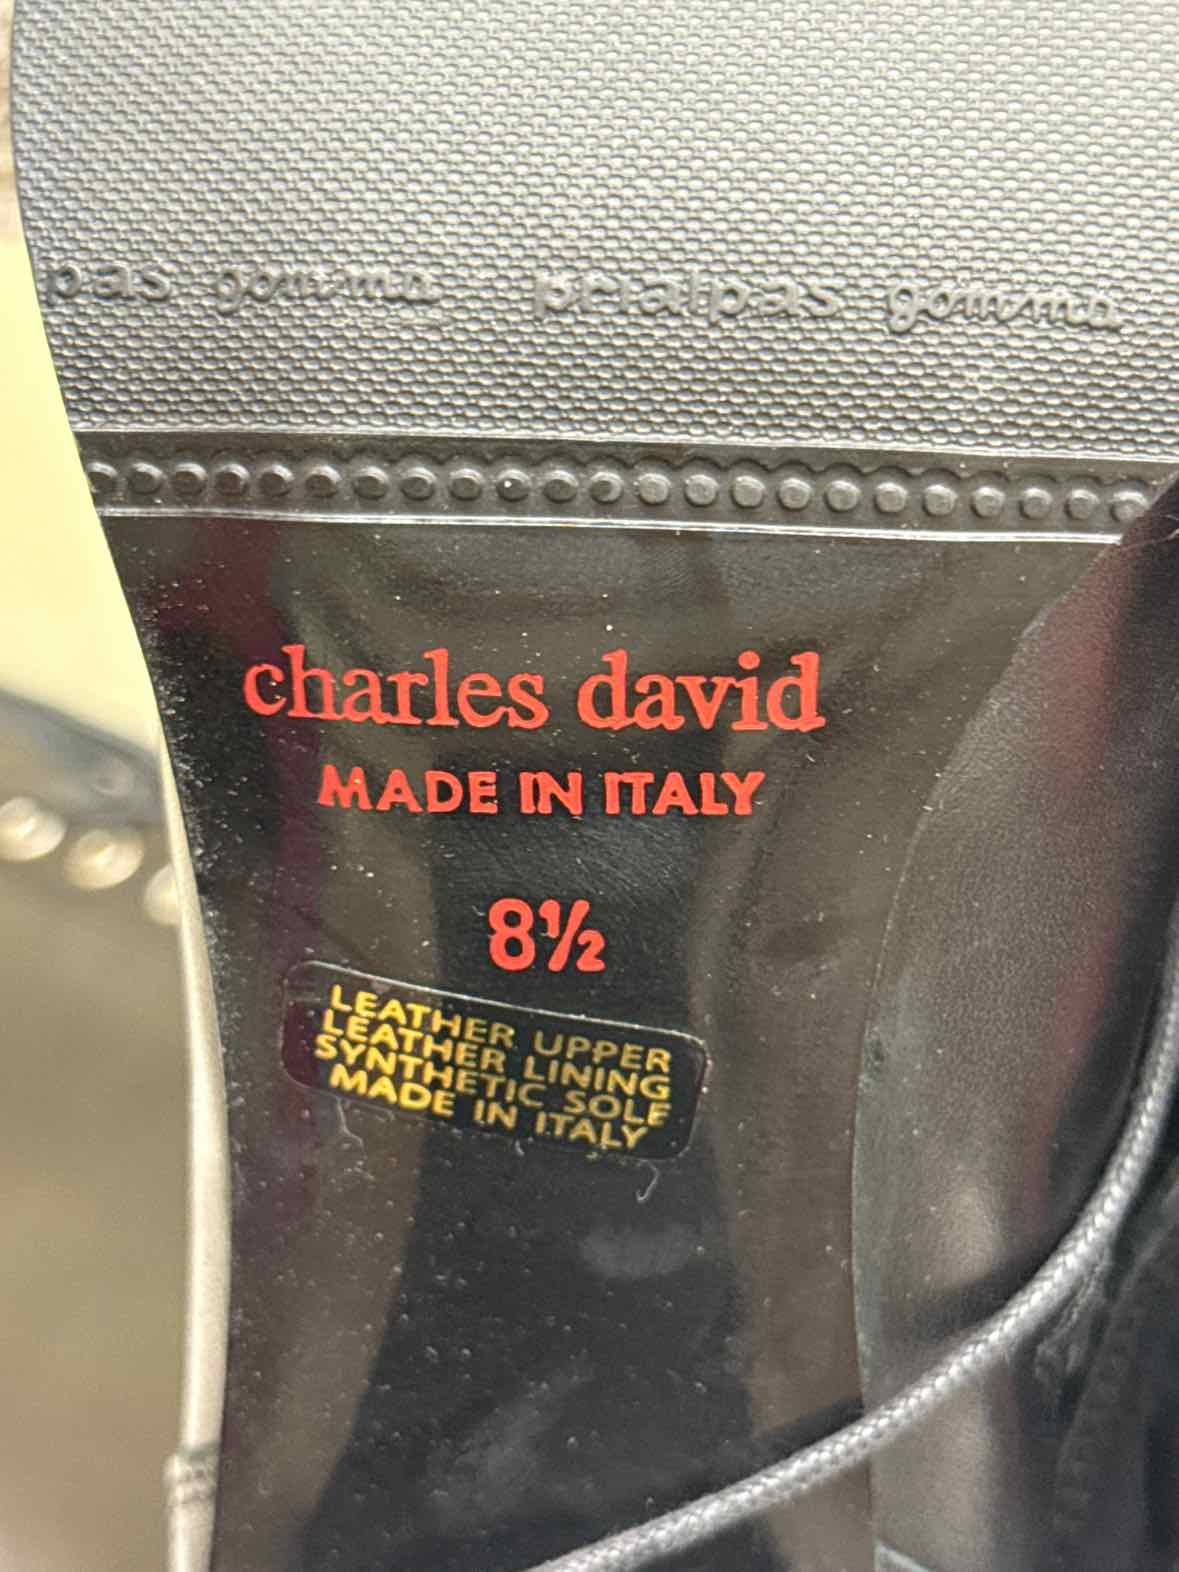 pas gomma prialpas gomma
charles david
MADE IN ITALY
8½
LEATHER UPPER
LEATHER LINING
SYNTHETIC SOLE
MADE IN ITALY